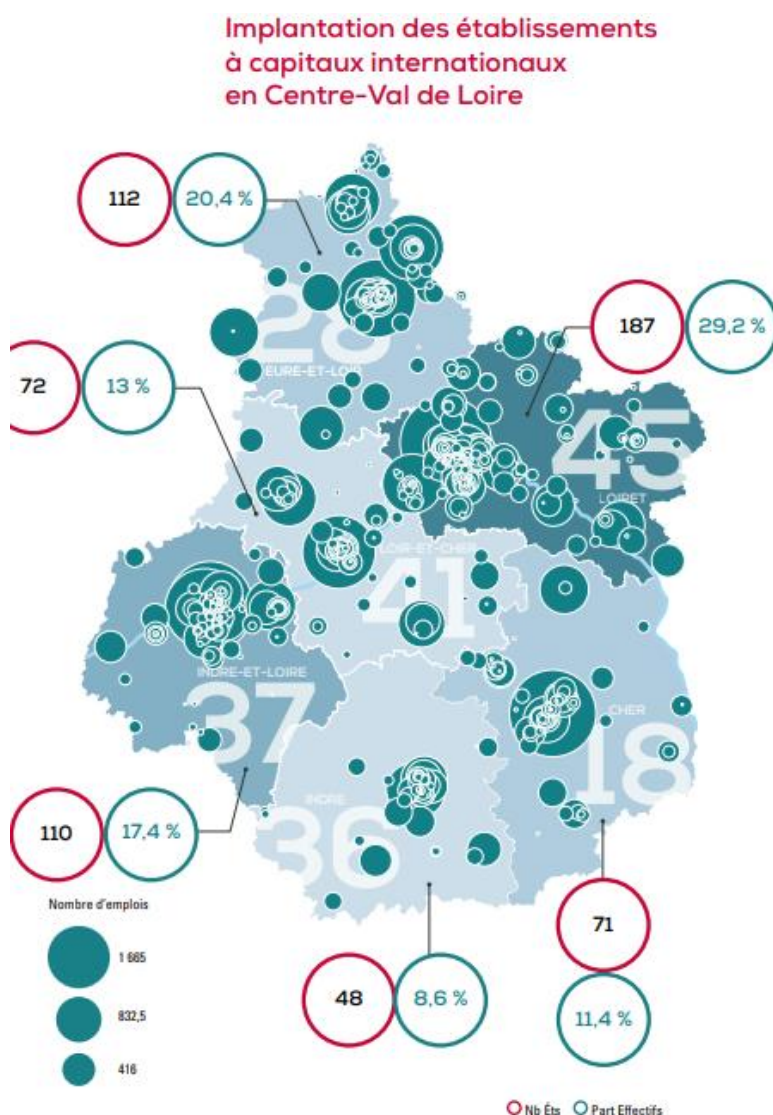 Implantation des établissements
à capitaux internationaux
en Centre-Val de Loire
112
20,4 %
187
29,2 %
28
EURE-ET-LOIR
72
13 %
45
LOIRET
LOIR-ET-CHER
41
INDRE-ET-LOIRE
37
CHER
18
INDRE
36
110
17,4 %
Nombre d'emplois
1 665
832,5
416
48
8,6 %
71
11,4 %
Nb Éts
Part Effectifs